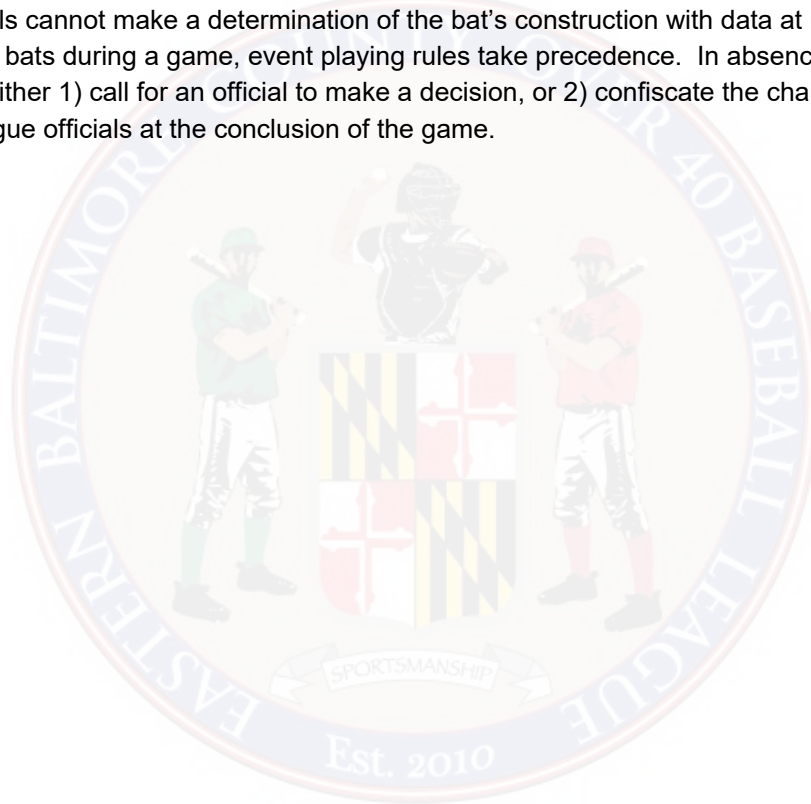 ls cannot make a determination of the bat’s construction with data at
bats during a game, event playing rules take precedence.  In absenc
ither 1) call for an official to make a decision, or 2) confiscate the cha
gue officials at the conclusion of the game.
EASTERN BALTIMORE COUNTY OVER 40 BASEBALL LEAGUE
SPORTSMANSHIP
Est. 2010